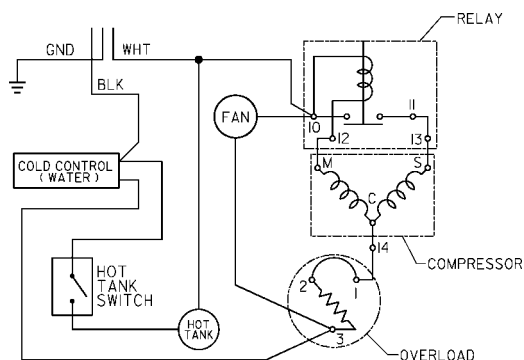 RELAY
GND
WHT
BLK
FAN
10
11
12
13
M
S
C
COLD CONTROL
(WATER)
14
COMPRESSOR
HOT
TANK
SWITCH
2
1
HOT
TANK
3
OVERLOAD